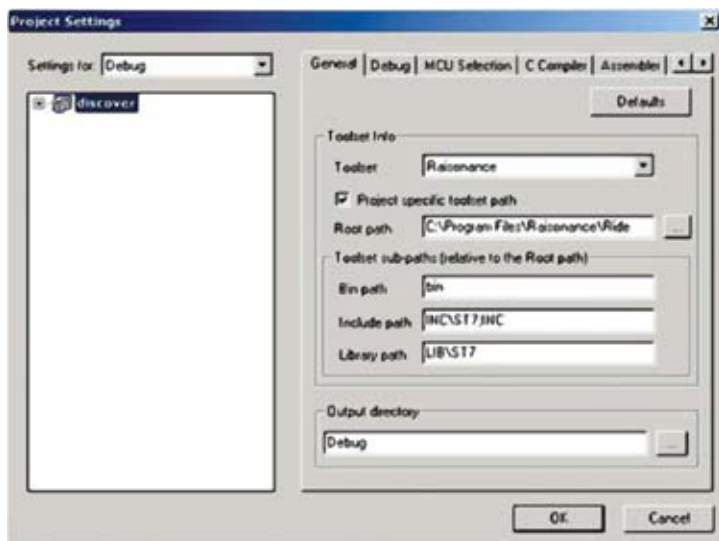 Project Settings
Settings for: Debug
discover
General Debug MCU Selection C Compiler Assembler
Defaults
Toolset Info
Toolset Raisonance
Project specific toolset path
Root path C:\Program Files\Raisonance\Ride ...
Toolset sub-paths (relative to the Root path)
Bin path bin
Include path INC\ST7;INC
Library path LIB\ST7
Output directory
Debug ...
OK Cancel